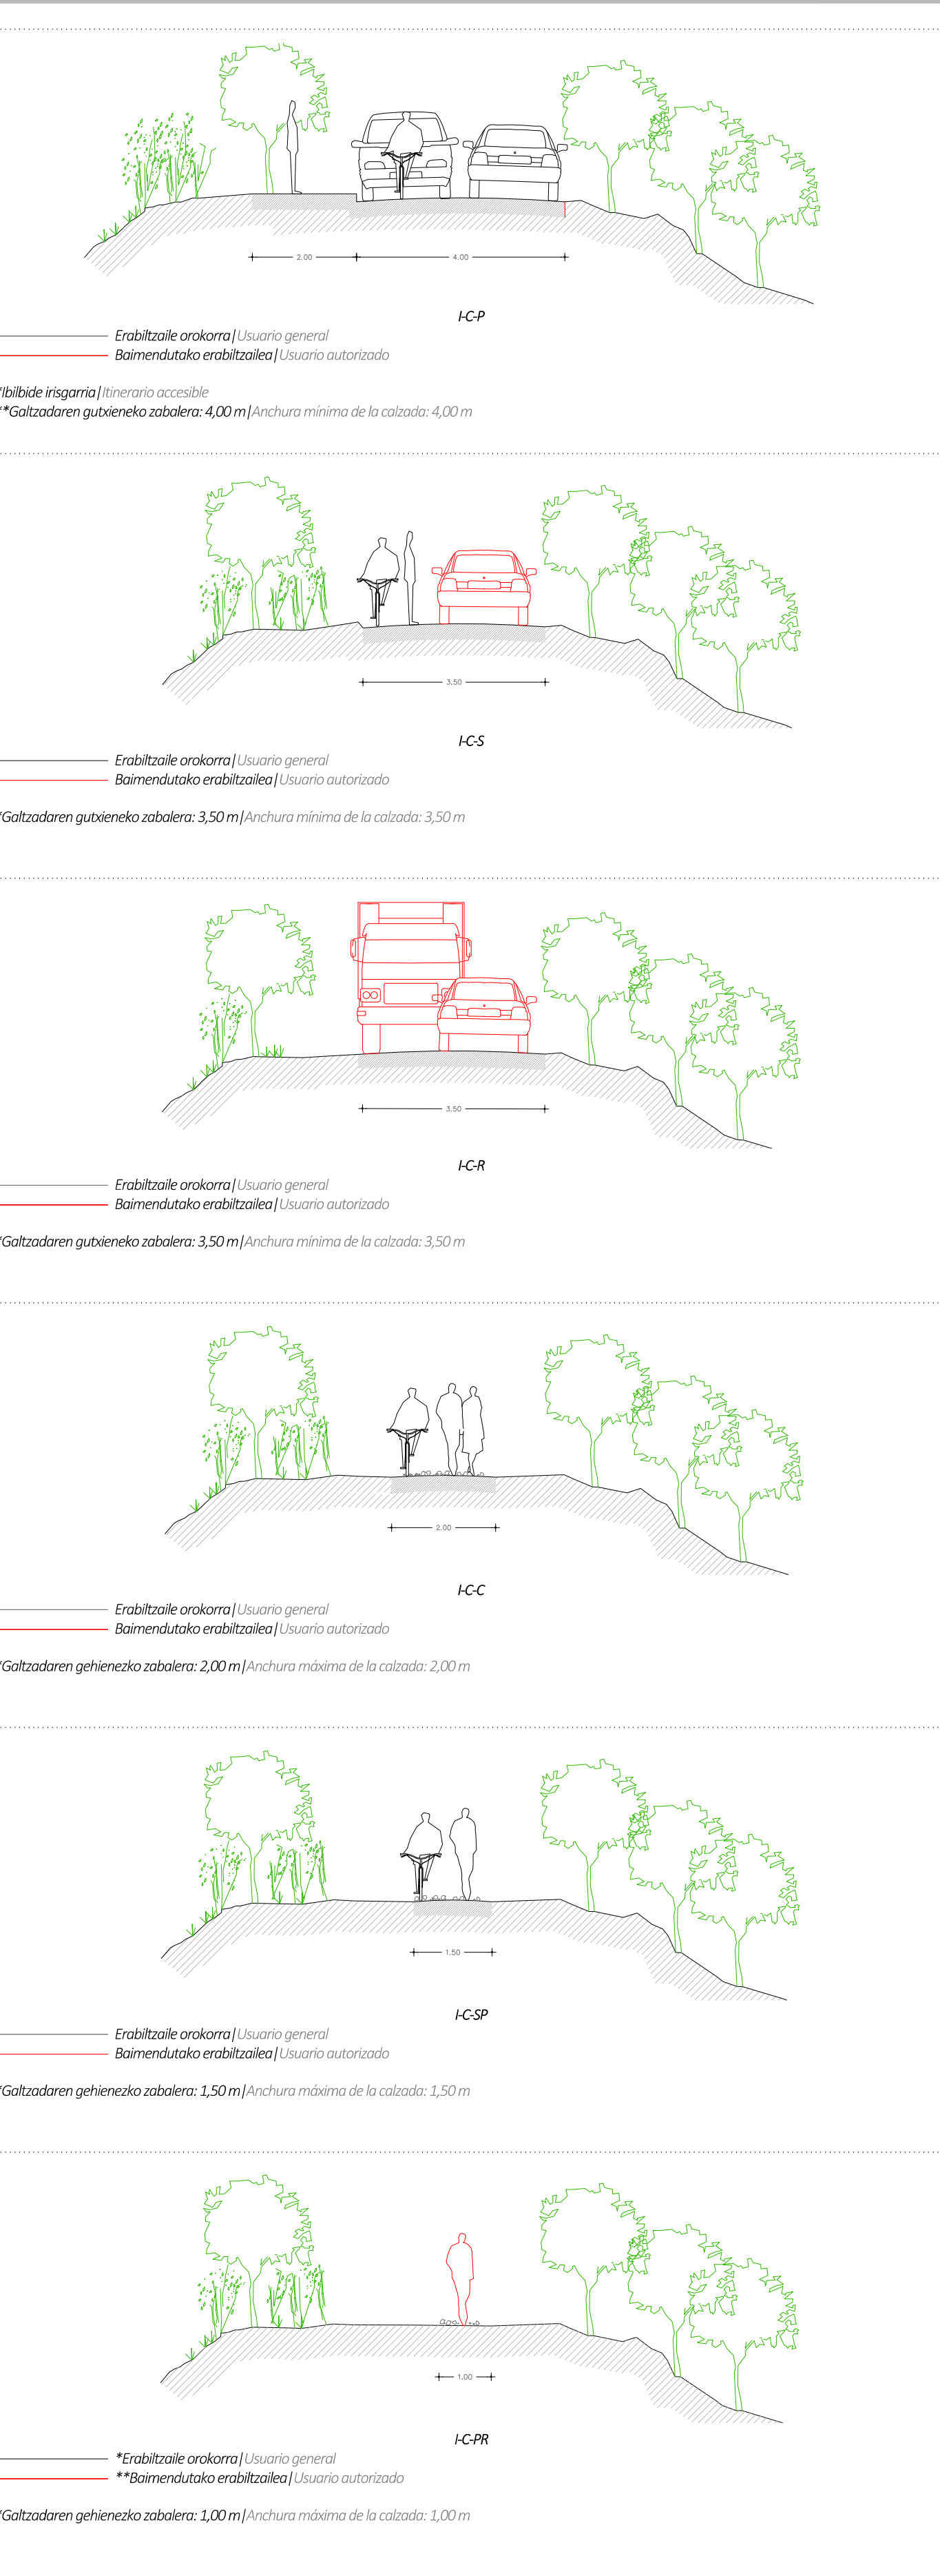 2.00 4.00
I-C-P
Erabiltzaile orokorra|Usuario general
Baimendutako erabiltzailea|Usuario autorizado
*Ibilbide irisgarria|Itinerario accesible
**Galtzadaren gutxieneko zabalera: 4,00 m|Anchura mínima de la calzada: 4,00 m
3.50
I-C-S
Erabiltzaile orokorra|Usuario general
Baimendutako erabiltzailea|Usuario autorizado
*Galtzadaren gutxieneko zabalera: 3,50 m|Anchura mínima de la calzada: 3,50 m
3.50
I-C-R
Erabiltzaile orokorra|Usuario general
Baimendutako erabiltzailea|Usuario autorizado
*Galtzadaren gutxieneko zabalera: 3,50 m|Anchura mínima de la calzada: 3,50 m
2.00
I-C-C
Erabiltzaile orokorra|Usuario general
Baimendutako erabiltzailea|Usuario autorizado
*Galtzadaren gehienezko zabalera: 2,00 m|Anchura máxima de la calzada: 2,00 m
1.50
I-C-SP
Erabiltzaile orokorra|Usuario general
Baimendutako erabiltzailea|Usuario autorizado
*Galtzadaren gehienezko zabalera: 1,50 m|Anchura máxima de la calzada: 1,50 m
1.00
I-C-PR
*Erabiltzaile orokorra|Usuario general
**Baimendutako erabiltzailea|Usuario autorizado
*Galtzadaren gehienezko zabalera: 1,00 m|Anchura máxima de la calzada: 1,00 m